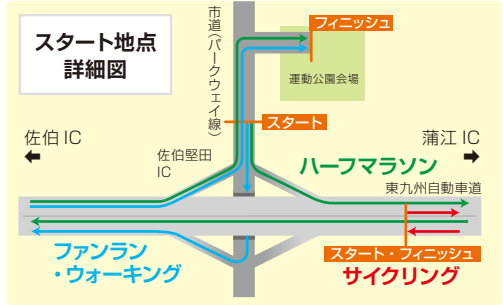 スタート地点
詳細図
市道(パークウェイ線)
フィニッシュ
運動公園会場
スタート
佐伯 IC
佐伯堅田
IC
蒲江 IC
ハーフマラソン
東九州自動車道
スタート・フィニッシュ
ファンラン
・ウォーキング
サイクリング